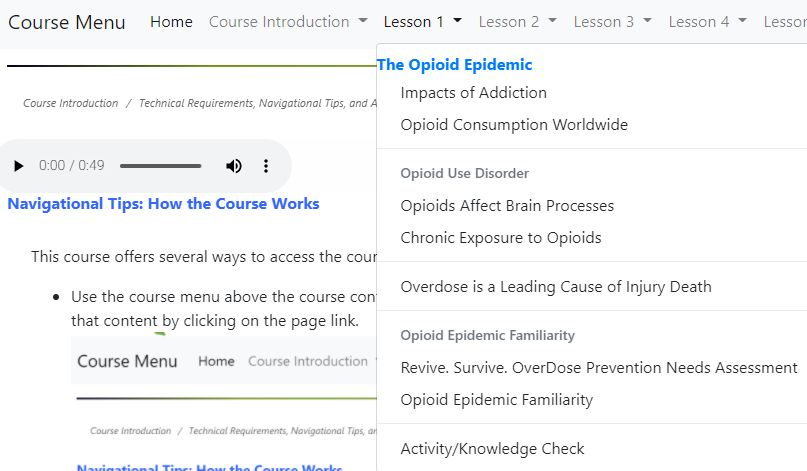 Course Menu Home Course Introduction Lesson 1 Lesson 2 Lesson 3 Lesson 4
The Opioid Epidemic
Impacts of Addiction
Opioid Consumption Worldwide
Opioid Use Disorder
Opioids Affect Brain Processes
Chronic Exposure to Opioids
Overdose is a Leading Cause of Injury Death
Opioid Epidemic Familiarity
Revive. Survive. OverDose Prevention Needs Assessment
Opioid Epidemic Familiarity
Activity/Knowledge Check
Course Introduction / Technical Requirements, Navigational Tips, and
0:00 / 0:49
Navigational Tips: How the Course Works
This course offers several ways to access the
Use the course menu above the course
that content by clicking on the page link.
Course Menu Home Course Introduction
Course Introduction / Technical Requirements, Navigational Tips,
Navigational Tips: How the Course Works